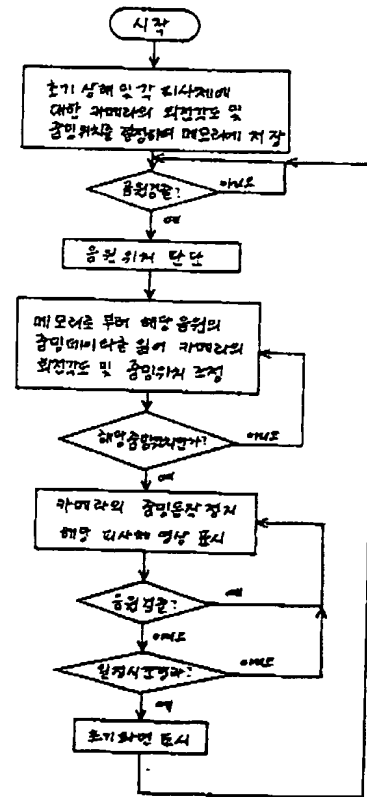 시작
초기 상태 및 각 피사체에
대한 카메라의 회전각도 및
줌밍위치를 결정하여 메모리에 저장
음원검출?
아니오
예
음원위치 판단
메모리로 부터 해당음원의
줌밍데이타를 읽어 카메라의
회전각도 및 줌밍위치 조정
해당줌밍위치인가?
아니오
예
카메라의 줌밍동작 정지
해당 피사체 영상 표시
음원검출?
예
아니오
일정시간경과?
아니오
예
초기화면 표시